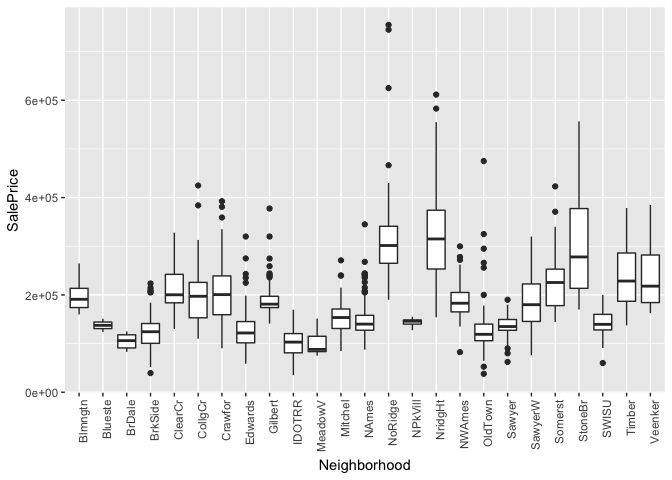 SalePrice
6e+05
4e+05
2e+05
0e+00
Blmngtn
Blueste
BrDale
BrkSide
ClearCr
CollgCr
Crawfor
Edwards
Gilbert
IDOTRR
MeadowV
Mitchel
NAmes
NoRidge
NPkVill
NridgHt
NWAmes
OldTown
Sawyer
SawyerW
Somerst
StoneBr
SWISU
Timber
Veenker
Neighborhood